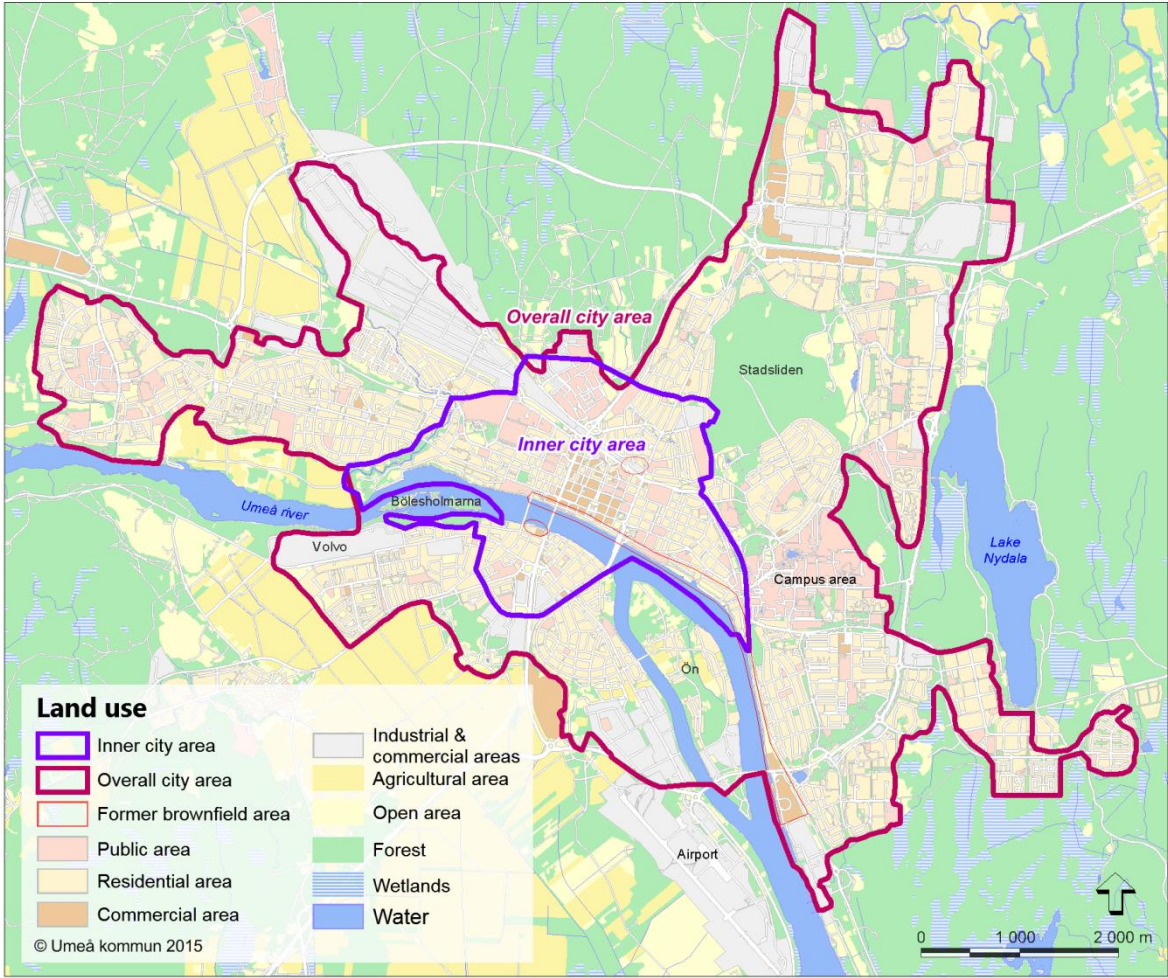 Overall city area
Stadsliden
Inner city area
Bölesholmarna
Umeå river
Volvo
Lake
Nydala
Campus area
Ön
Airport
Land use
Inner city area
Overall city area
Former brownfield area
Public area
Residential area
Commercial area
Industrial &
commercial areas
Agricultural area
Open area
Forest
Wetlands
Water
© Umeå kommun 2015
0 1 000 2 000 m